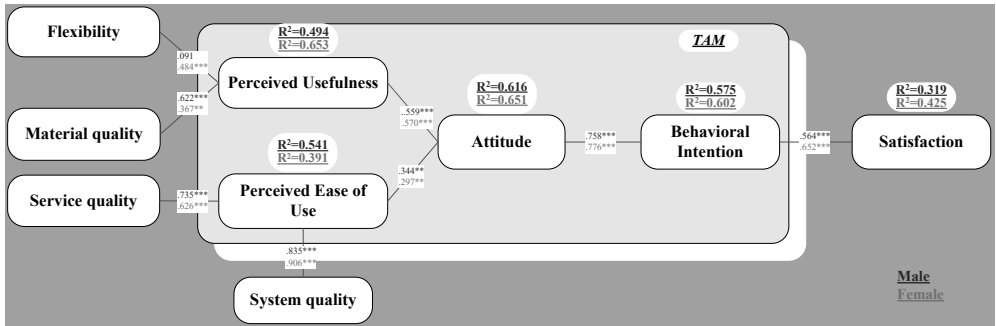 Flexibility
R²=0.494
R²=0.653
TAM
.091
.484***
Perceived Usefulness
R²=0.616
R²=0.651
R²=0.575
R²=0.602
R²=0.319
R²=0.425
.622***
.367**
Material quality
..559***
.570***
Attitude
.758***
.776***
Behavioral
Intention
.564***
.652***
Satisfaction
R²=0.541
R²=0.391
.344**
.297**
Service quality
.735***
.626***
Perceived Ease of
Use
.835***
.906***
System quality
Male
Female